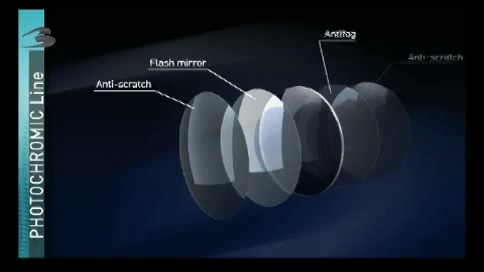 PHOTOCHROMIC Line
Anti-scratch
Flash mirror
Antifog
Anti-scratch